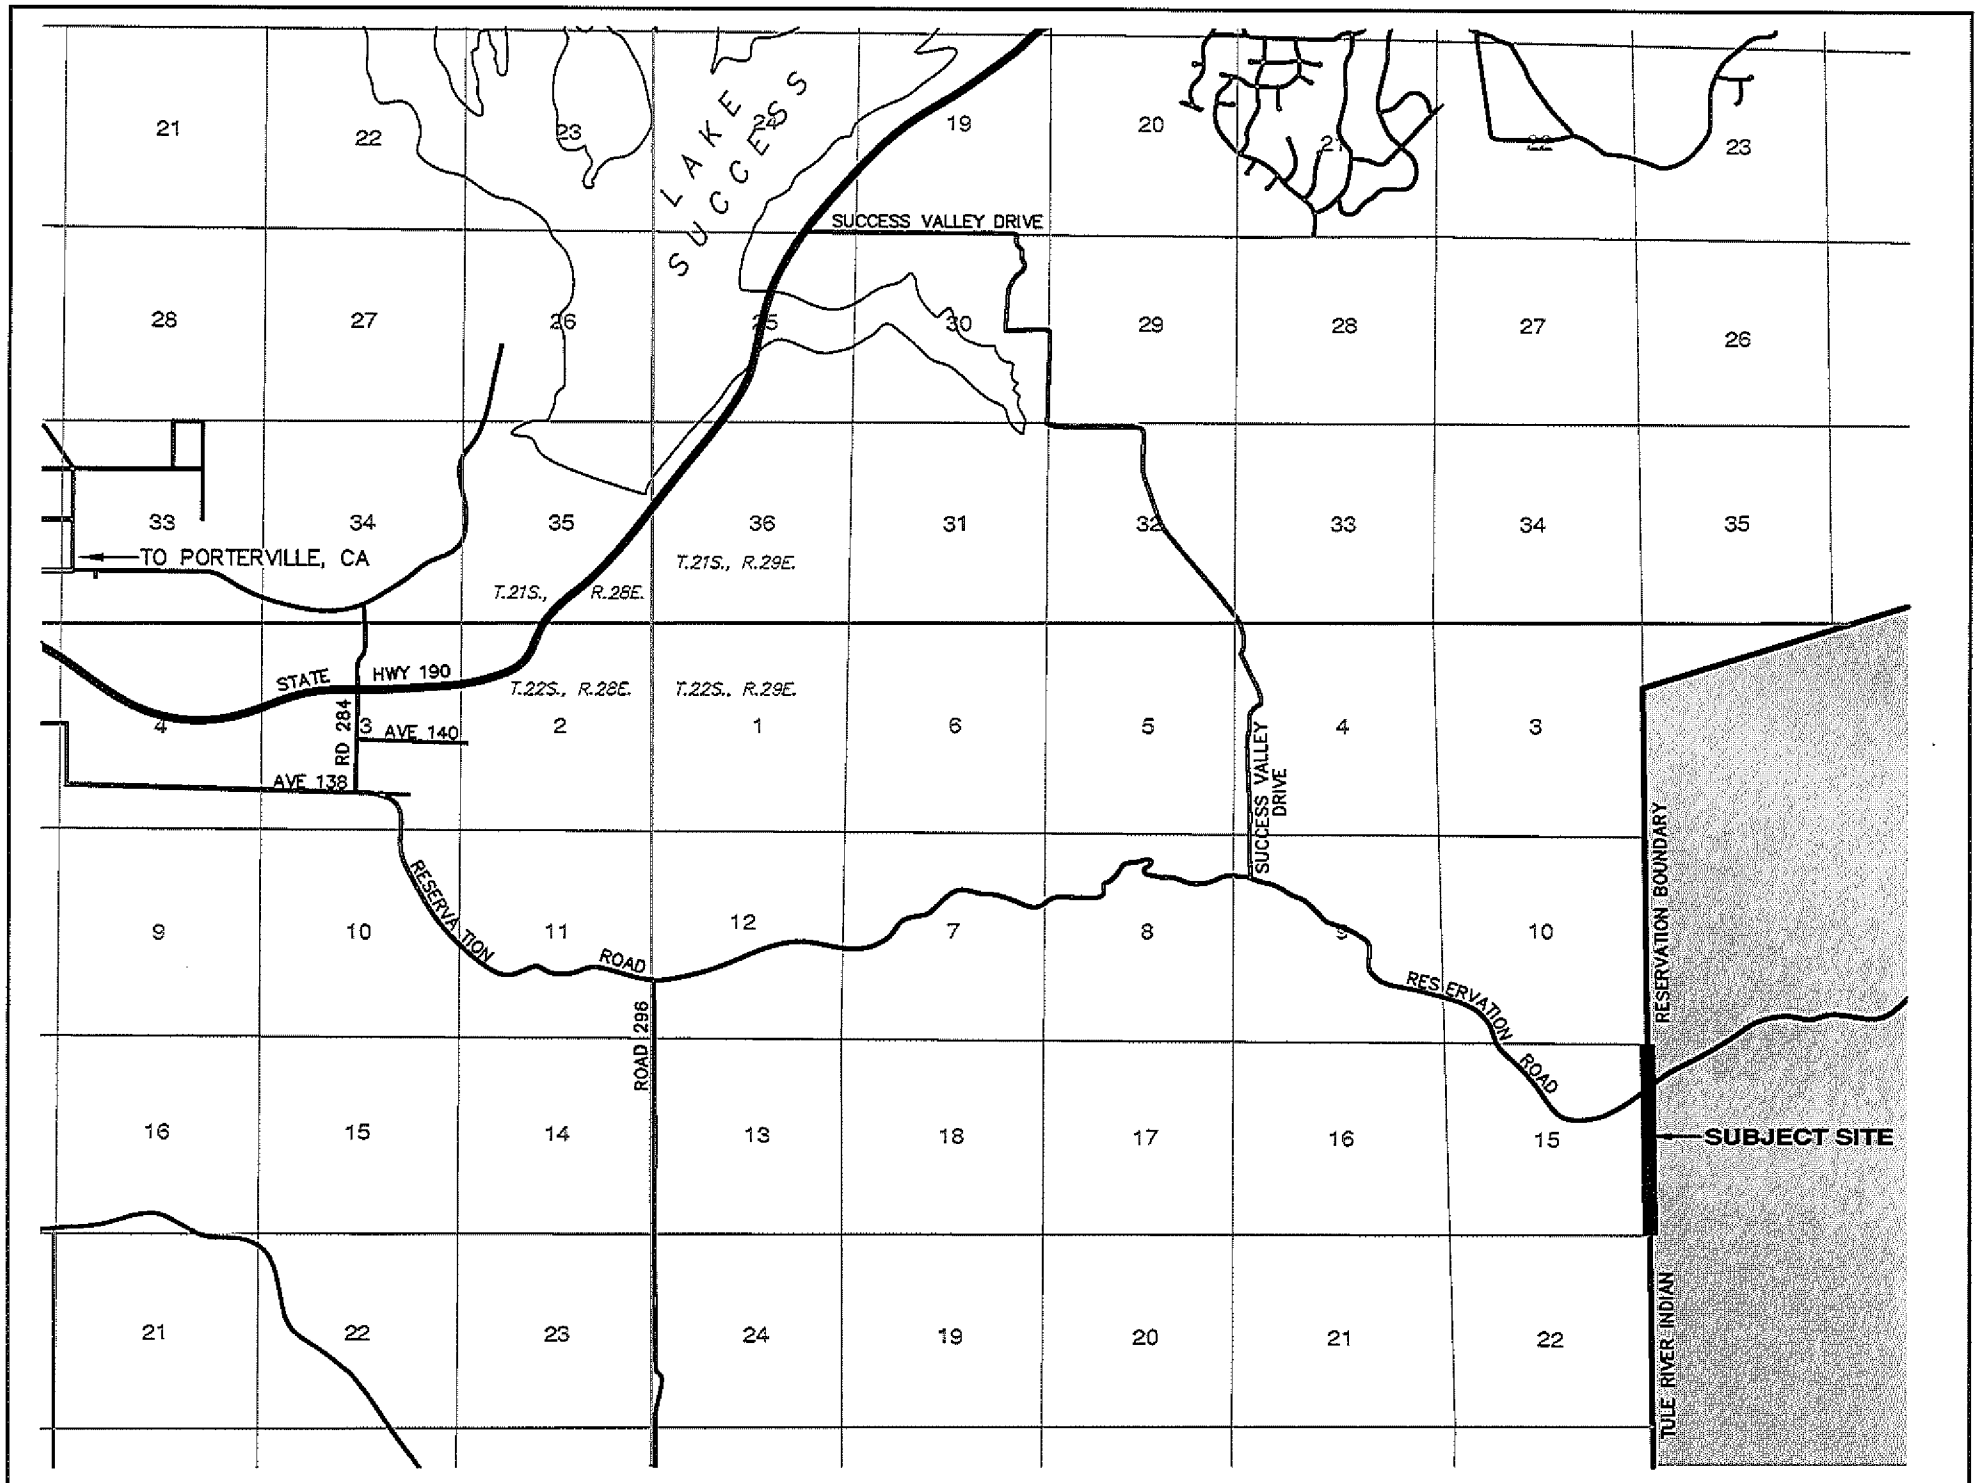 LAKE
SUCCESS
21
22
23
24
19
20
21
22
23
SUCCESS VALLEY DRIVE
28
27
26
25
30
29
28
27
26
33
34
35
36
31
32
33
34
35
TO PORTERVILLE, CA
T.21S., R.29E.
T.21S., R.28E.
STATE HWY 190
T.22S., R.28E.
T.22S., R.29E.
4
3
2
1
6
5
4
3
RD 284
AVE 140
AVE 138
SUCCESS VALLEY
DRIVE
RESERVATION BOUNDARY
9
10
11
12
7
8
9
10
RESERVATION ROAD
RESERVATION ROAD
ROAD 296
16
15
14
13
18
17
16
15
SUBJECT SITE
21
22
23
24
19
20
21
22
TULE RIVER INDIAN